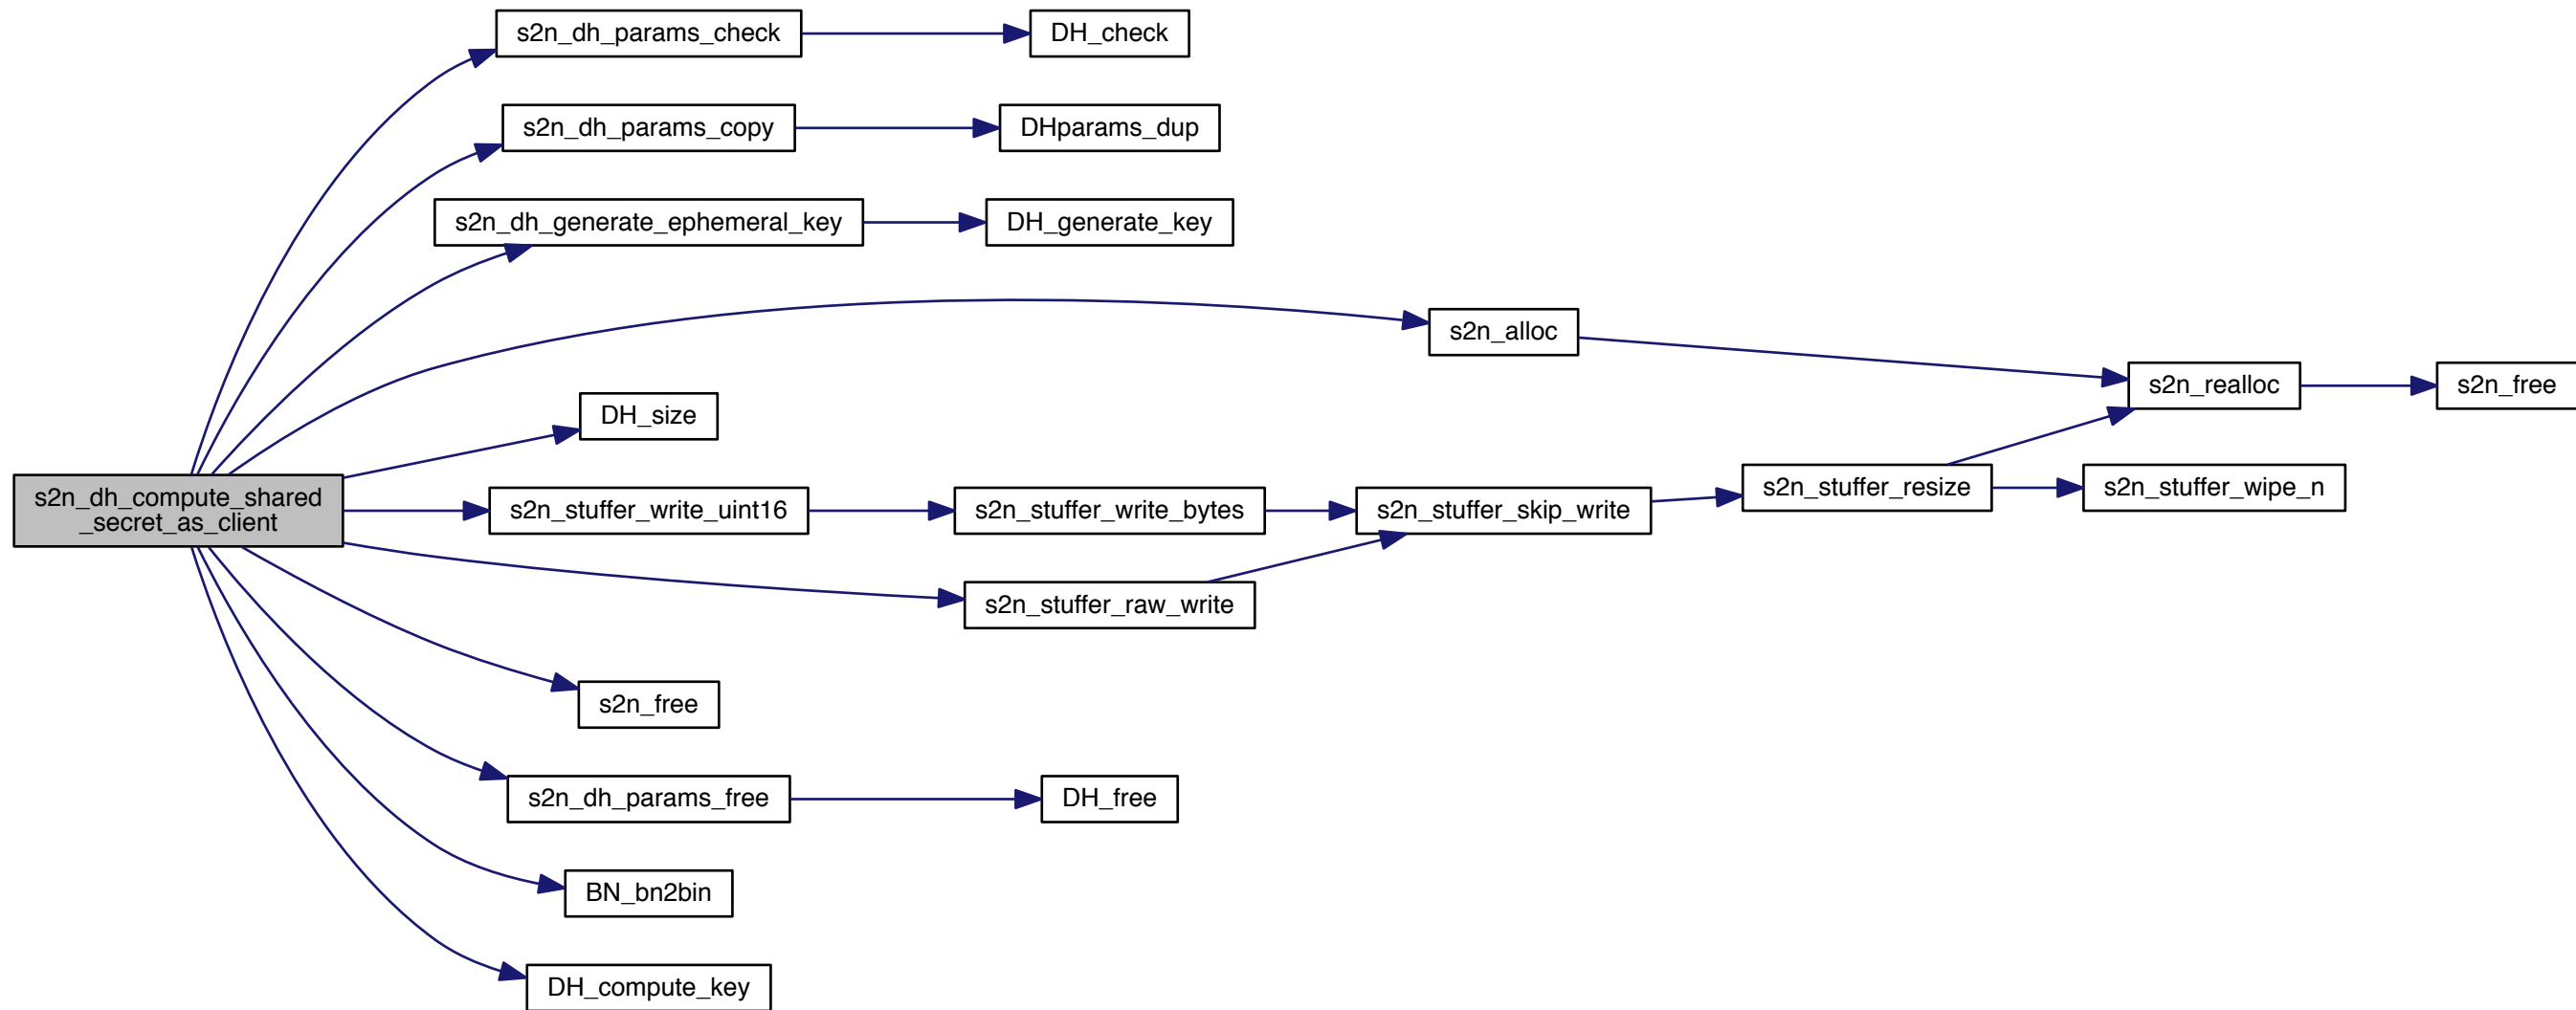 s2n_dh_params_check
DH_check
s2n_dh_params_copy
DHparams_dup
s2n_dh_generate_ephemeral_key
DH_generate_key
s2n_alloc
s2n_realloc
s2n_free
DH_size
s2n_dh_compute_shared
_secret_as_client
s2n_stuffer_write_uint16
s2n_stuffer_write_bytes
s2n_stuffer_skip_write
s2n_stuffer_resize
s2n_stuffer_wipe_n
s2n_stuffer_raw_write
s2n_free
s2n_dh_params_free
DH_free
BN_bn2bin
DH_compute_key